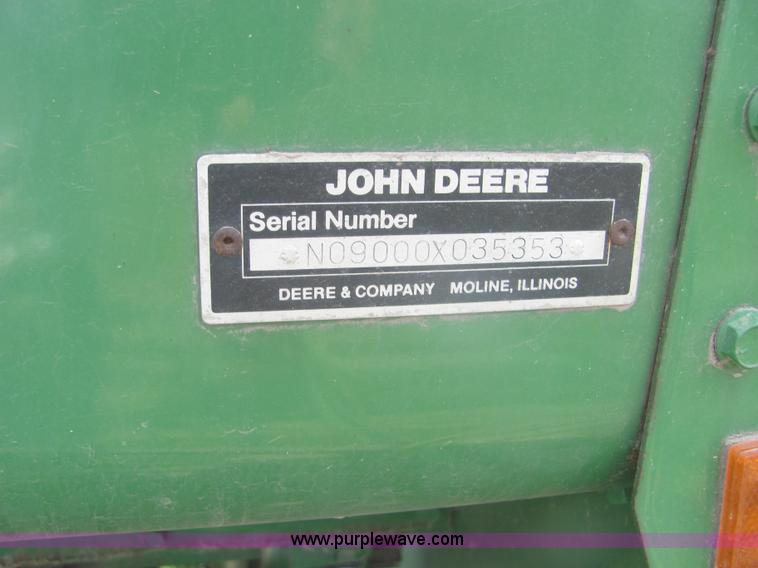 JOHN DEERE
Serial Number
N09000X035353
DEERE & COMPANY MOLINE, ILLINOIS
www.purplewave.com